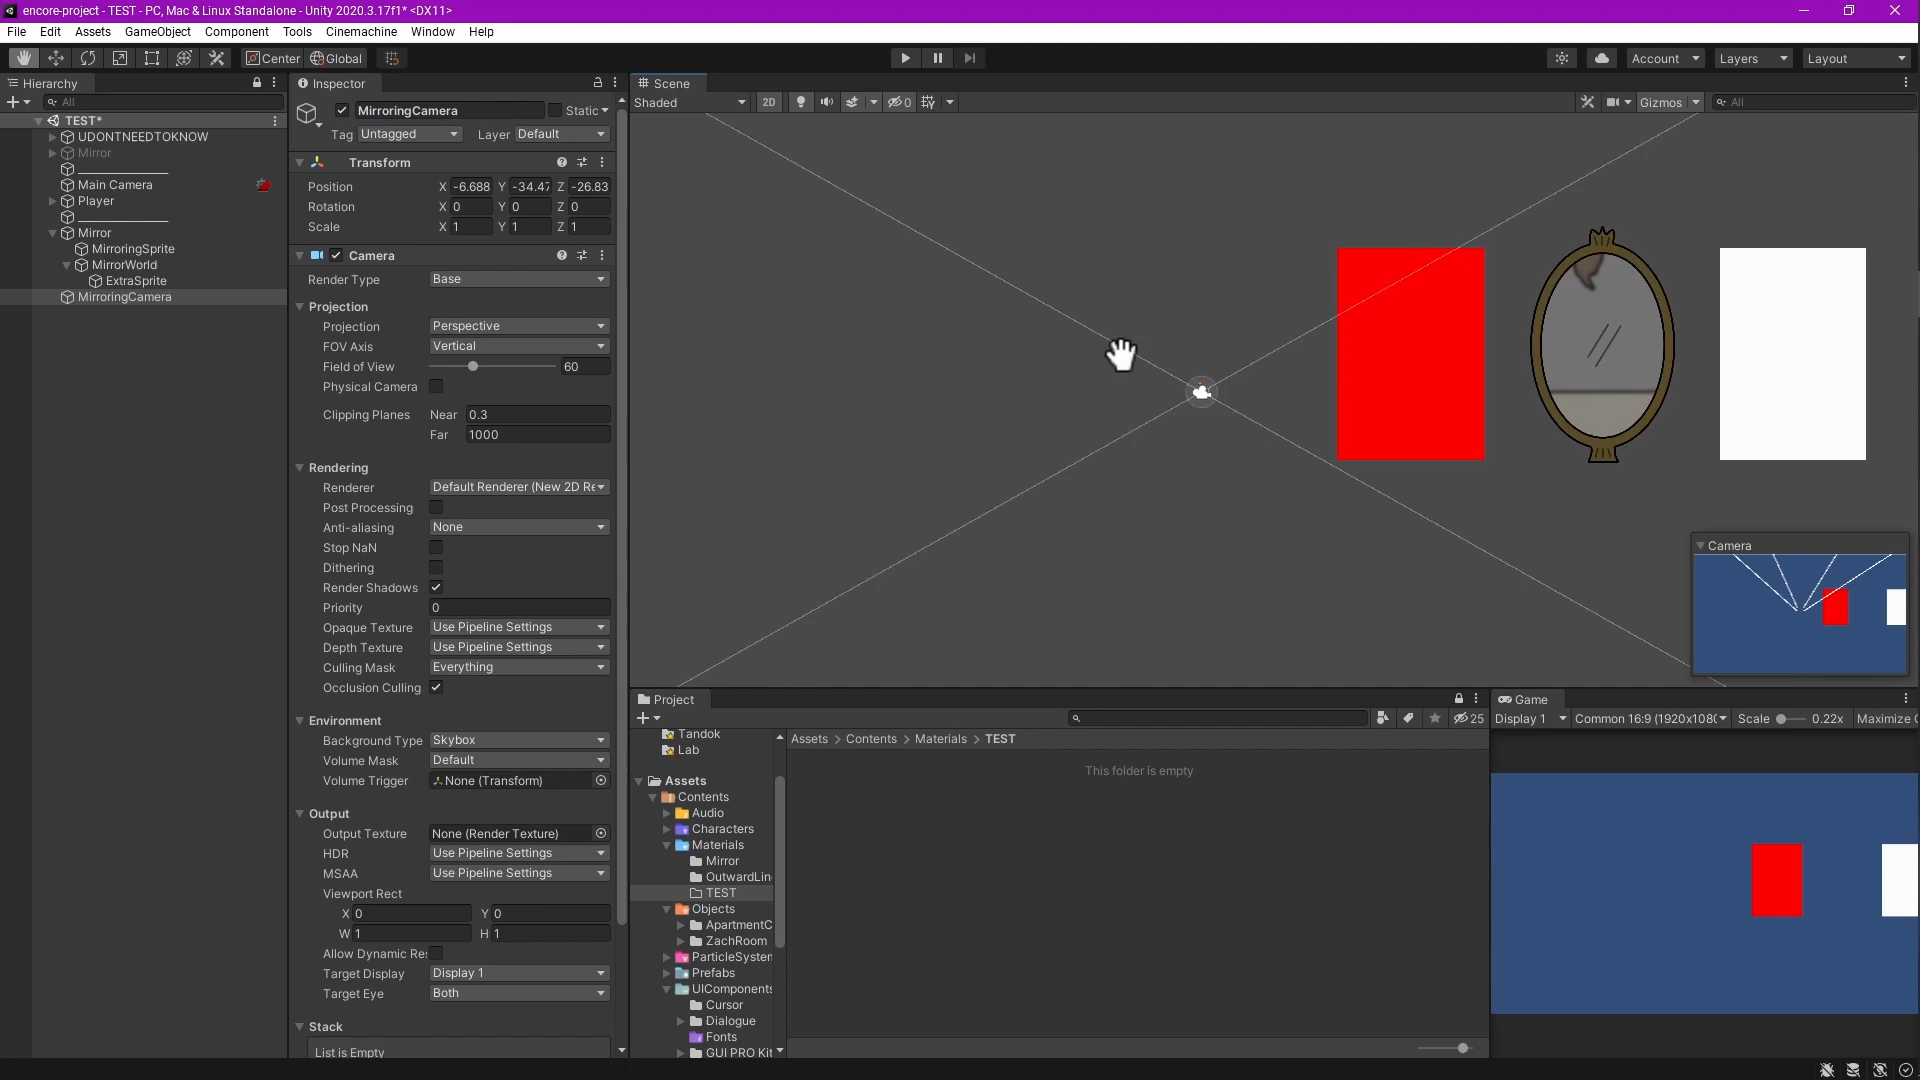 encore-project - TEST - PC, Mac & Linux Standalone - Unity 2020.3.17f1* <DX11>
File Edit Assets GameObject Component Tools Cinemachine Window Help
Center Global Account Layers Layout
Hierarchy
All
TEST*
UDONTNEEDTOKNOW
Mirror
Main Camera
Player
Mirror
MirroringSprite
MirrorWorld
ExtraSprite
MirroringCamera
Inspector
MirroringCamera Static
Tag Untagged Layer Default
Transform
Position X -6.688 Y -34.47 Z -26.83
Rotation X 0 Y 0 Z 0
Scale X 1 Y 1 Z 1
Camera
Render Type Base
Projection
Projection Perspective
FOV Axis Vertical
Field of View 60
Physical Camera
Clipping Planes Near 0.3
Far 1000
Rendering
Renderer Default Renderer (New 2D Re
Post Processing
Anti-aliasing None
Stop NaN
Dithering
Render Shadows
Priority 0
Opaque Texture Use Pipeline Settings
Depth Texture Use Pipeline Settings
Culling Mask Everything
Occlusion Culling
Environment
Background Type Skybox
Volume Mask Default
Volume Trigger None (Transform)
Output
Output Texture None (Render Texture)
HDR Use Pipeline Settings
MSAA Use Pipeline Settings
Viewport Rect
X 0 Y 0
W 1 H 1
Allow Dynamic Res
Target Display Display 1
Target Eye Both
Stack
List is Empty
Scene
Shaded 2D 0 Gizmos All
Camera
Project
25
Tandok
Lab
Assets
Contents
Audio
Characters
Materials
Mirror
OutwardLin
TEST
Objects
ApartmentC
ZachRoom
ParticleSystem
Prefabs
UIComponents
Cursor
Dialogue
Fonts
GUI PRO Kit
Assets > Contents > Materials > TEST
This folder is empty
Game
Display 1 Common 16:9 (1920x1080 Scale 0.22x Maximize